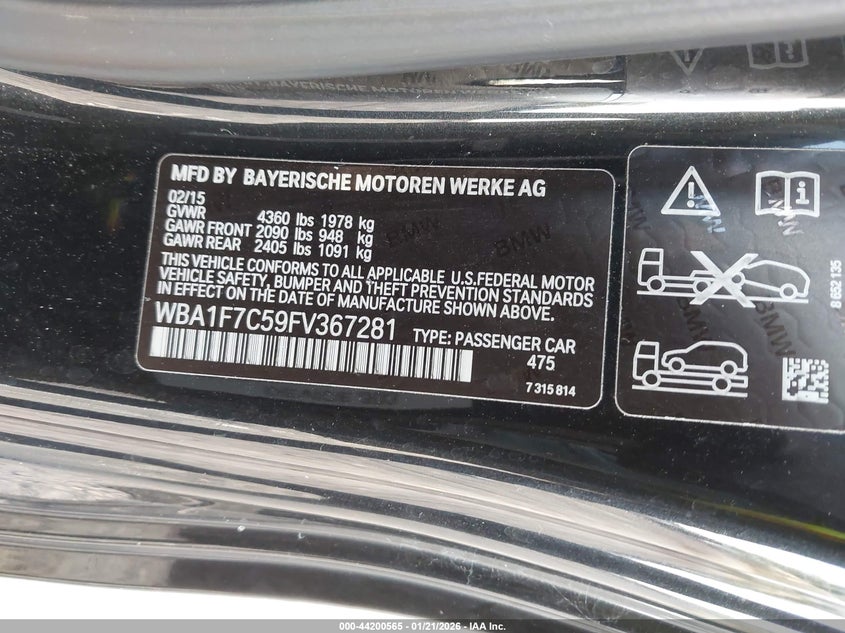 MFD BY BAYERISCHE MOTOREN WERKE AG
02/15
GVWR 4360 lbs 1978 kg
GAWR FRONT 2090 lbs 948 kg
GAWR REAR 2405 lbs 1091 kg
THIS VEHICLE CONFORMS TO ALL APPLICABLE U.S.FEDERAL MOTOR
VEHICLE SAFETY, BUMPER AND THEFT PREVENTION STANDARDS
IN EFFECT ON THE DATE OF MANUFACTURE SHOWN ABOVE.
WBA1F7C59FV367281 TYPE: PASSENGER CAR
475
7 315 814
8 652 135
BMW
BMW
000-44200565 - 01/21/2026 - IAA, Inc.